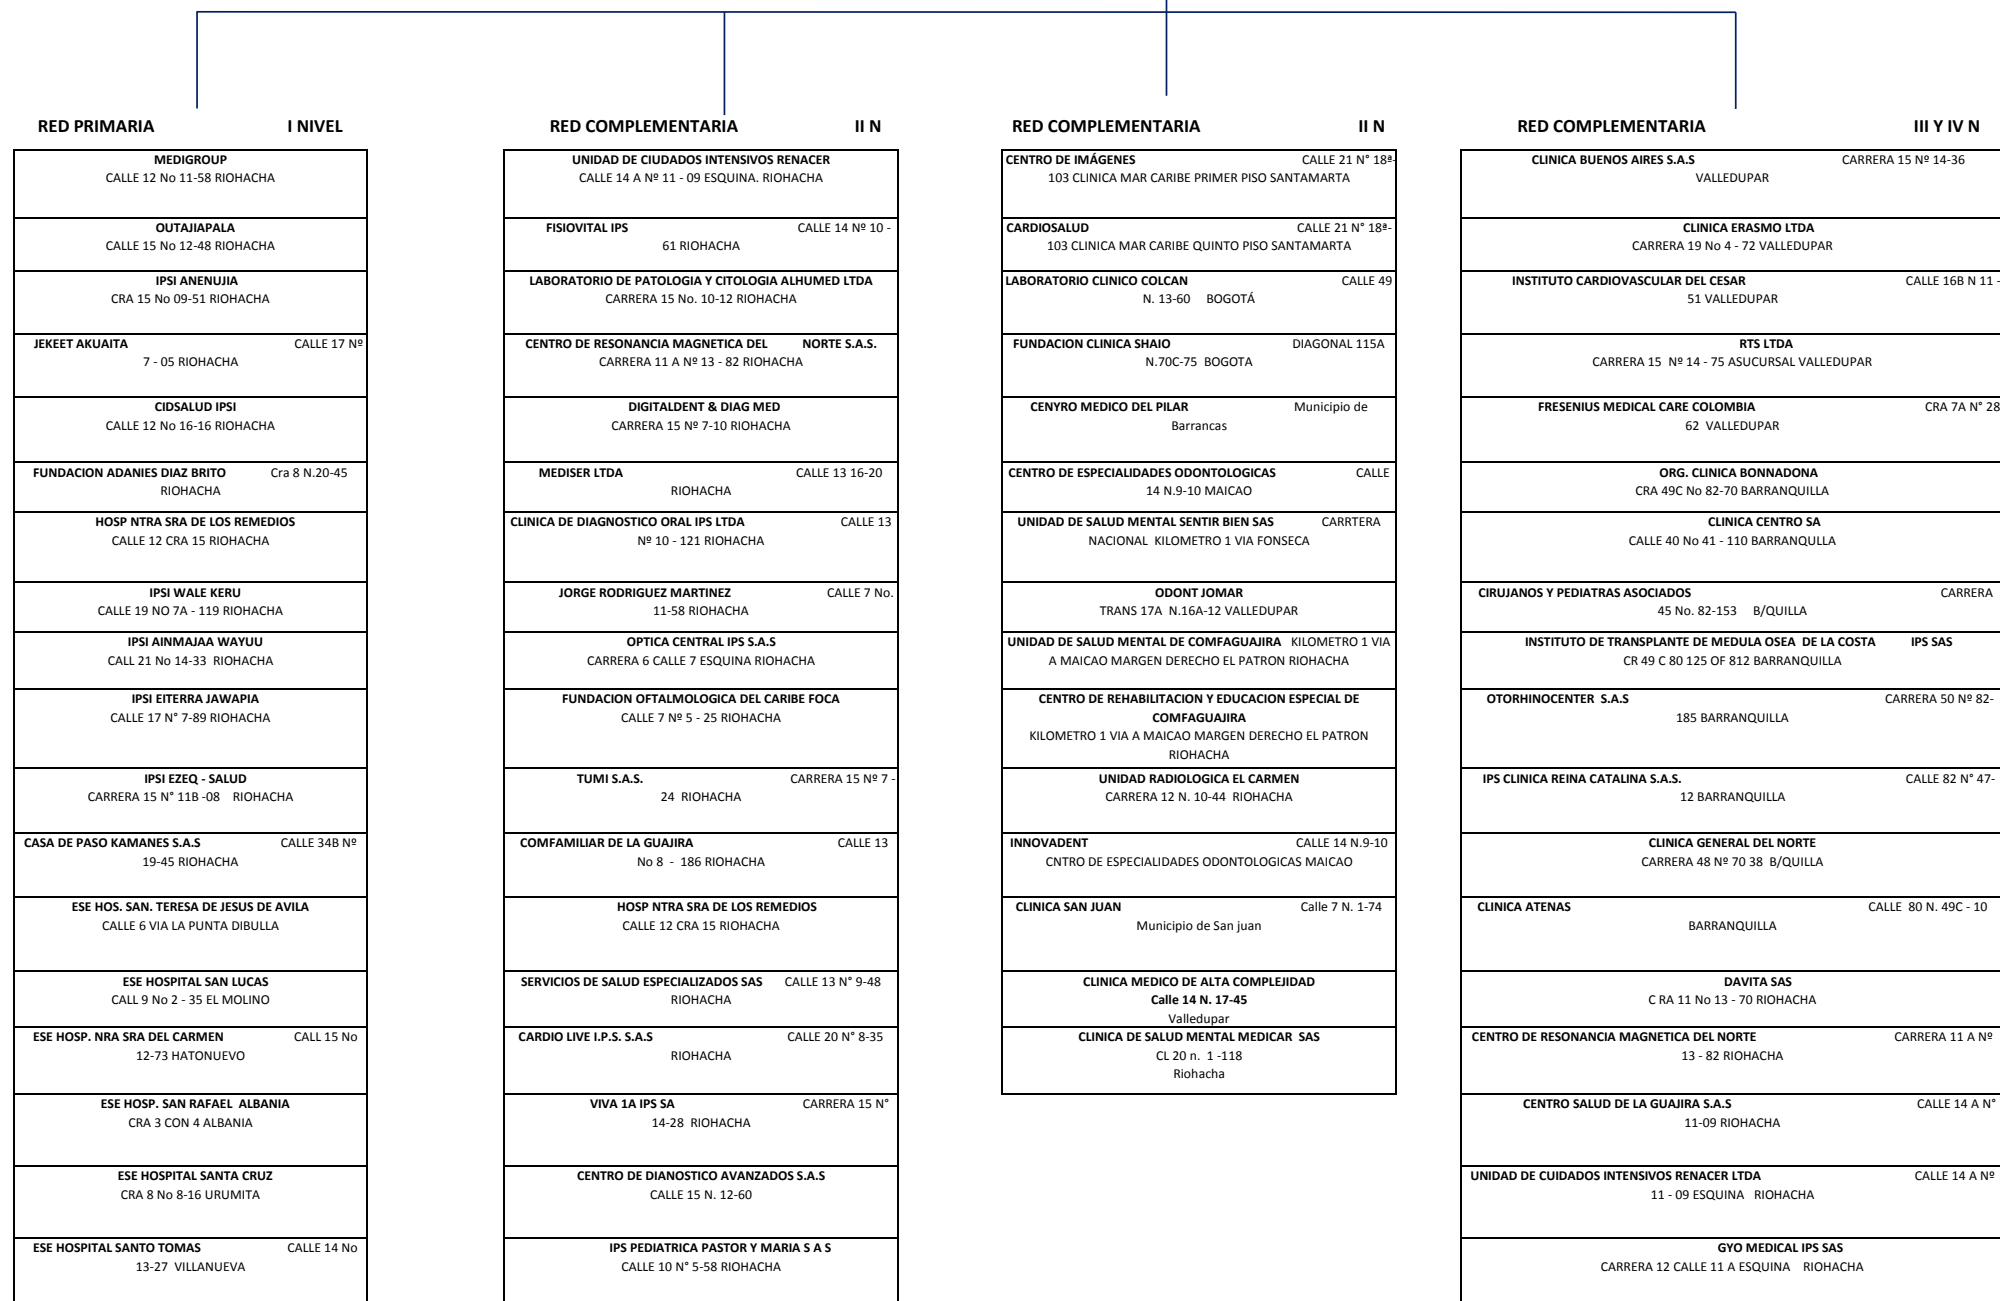 RED PRIMARIA I NIVEL
MEDIGROUP
CALLE 12 No 11-58 RIOHACHA
OUTAJIAPALA
CALLE 15 No 12-48 RIOHACHA
IPSI ANENUJIA
CRA 15 No 09-51 RIOHACHA
JEKEET AKUAITA CALLE 17 Nº
7 - 05 RIOHACHA
CIDSALUD IPSI
CALLE 12 No 16-16 RIOHACHA
FUNDACION ADANIES DIAZ BRITO Cra 8 N.20-45
RIOHACHA
HOSP NTRA SRA DE LOS REMEDIOS
CALLE 12 CRA 15 RIOHACHA
IPSI WALE KERU
CALLE 19 NO 7A - 119 RIOHACHA
IPSI AINMAJAA WAYUU
CALL 21 No 14-33 RIOHACHA
IPSI EITERRA JAWAPIA
CALLE 17 N° 7-89 RIOHACHA
IPSI EZEQ - SALUD
CARRERA 15 N° 11B -08 RIOHACHA
CASA DE PASO KAMANES S.A.S CALLE 34B Nº
19-45 RIOHACHA
ESE HOS. SAN. TERESA DE JESUS DE AVILA
CALLE 6 VIA LA PUNTA DIBULLA
ESE HOSPITAL SAN LUCAS
CALL 9 No 2 - 35 EL MOLINO
ESE HOSP. NRA SRA DEL CARMEN CALL 15 No
12-73 HATONUEVO
ESE HOSP. SAN RAFAEL ALBANIA
CRA 3 CON 4 ALBANIA
ESE HOSPITAL SANTA CRUZ
CRA 8 No 8-16 URUMITA
ESE HOSPITAL SANTO TOMAS CALLE 14 No
13-27 VILLANUEVA
RED COMPLEMENTARIA II N
UNIDAD DE CIUDADOS INTENSIVOS RENACER
CALLE 14 A Nº 11 - 09 ESQUINA. RIOHACHA
FISIOVITAL IPS CALLE 14 Nº 10 -
61 RIOHACHA
LABORATORIO DE PATOLOGIA Y CITOLOGIA ALHUMED LTDA
CARRERA 15 No. 10-12 RIOHACHA
CENTRO DE RESONANCIA MAGNETICA DEL NORTE S.A.S.
CARRERA 11 A Nº 13 - 82 RIOHACHA
DIGITALDENT & DIAG MED
CARRERA 15 Nº 7-10 RIOHACHA
MEDISER LTDA CALLE 13 16-20
RIOHACHA
CLINICA DE DIAGNOSTICO ORAL IPS LTDA CALLE 13
Nº 10 - 121 RIOHACHA
JORGE RODRIGUEZ MARTINEZ CALLE 7 No.
11-58 RIOHACHA
OPTICA CENTRAL IPS S.A.S
CARRERA 6 CALLE 7 ESQUINA RIOHACHA
FUNDACION OFTALMOLOGICA DEL CARIBE FOCA
CALLE 7 Nº 5 - 25 RIOHACHA
TUMI S.A.S. CARRERA 15 Nº 7 -
24 RIOHACHA
COMFAMILIAR DE LA GUAJIRA CALLE 13
No 8 - 186 RIOHACHA
HOSP NTRA SRA DE LOS REMEDIOS
CALLE 12 CRA 15 RIOHACHA
SERVICIOS DE SALUD ESPECIALIZADOS SAS CALLE 13 N° 9-48
RIOHACHA
CARDIO LIVE I.P.S. S.A.S CALLE 20 N° 8-35
RIOHACHA
VIVA 1A IPS SA CARRERA 15 N°
14-28 RIOHACHA
CENTRO DE DIANOSTICO AVANZADOS S.A.S
CALLE 15 N. 12-60
IPS PEDIATRICA PASTOR Y MARIA S A S
CALLE 10 N° 5-58 RIOHACHA
RED COMPLEMENTARIA II N
CENTRO DE IMÁGENES CALLE 21 N° 18ª-
103 CLINICA MAR CARIBE PRIMER PISO SANTAMARTA
CARDIOSALUD CALLE 21 N° 18ª-
103 CLINICA MAR CARIBE QUINTO PISO SANTAMARTA
LABORATORIO CLINICO COLCAN CALLE 49
N. 13-60 BOGOTÁ
FUNDACION CLINICA SHAIO DIAGONAL 115A
N.70C-75 BOGOTA
CENYRO MEDICO DEL PILAR Municipio de
Barrancas
CENTRO DE ESPECIALIDADES ODONTOLOGICAS CALLE
14 N.9-10 MAICAO
UNIDAD DE SALUD MENTAL SENTIR BIEN SAS CARRTERA
NACIONAL KILOMETRO 1 VIA FONSECA
ODONT JOMAR
TRANS 17A N.16A-12 VALLEDUPAR
UNIDAD DE SALUD MENTAL DE COMFAGUAJIRA KILOMETRO 1 VIA
A MAICAO MARGEN DERECHO EL PATRON RIOHACHA
CENTRO DE REHABILITACION Y EDUCACION ESPECIAL DE
COMFAGUAJIRA
KILOMETRO 1 VIA A MAICAO MARGEN DERECHO EL PATRON
RIOHACHA
UNIDAD RADIOLOGICA EL CARMEN
CARRERA 12 N. 10-44 RIOHACHA
INNOVADENT CALLE 14 N.9-10
CNTRO DE ESPECIALIDADES ODONTOLOGICAS MAICAO
CLINICA SAN JUAN Calle 7 N. 1-74
Municipio de San juan
CLINICA MEDICO DE ALTA COMPLEJIDAD
Calle 14 N. 17-45
Valledupar
CLINICA DE SALUD MENTAL MEDICAR SAS
CL 20 n. 1 -118
Riohacha
RED COMPLEMENTARIA III Y IV N
CLINICA BUENOS AIRES S.A.S CARRERA 15 Nº 14-36
VALLEDUPAR
CLINICA ERASMO LTDA
CARRERA 19 No 4 - 72 VALLEDUPAR
INSTITUTO CARDIOVASCULAR DEL CESAR CALLE 16B N 11 -
51 VALLEDUPAR
RTS LTDA
CARRERA 15 Nº 14 - 75 ASUCURSAL VALLEDUPAR
FRESENIUS MEDICAL CARE COLOMBIA CRA 7A N° 28
62 VALLEDUPAR
ORG. CLINICA BONNADONA
CRA 49C No 82-70 BARRANQUILLA
CLINICA CENTRO SA
CALLE 40 No 41 - 110 BARRANQULLA
CIRUJANOS Y PEDIATRAS ASOCIADOS CARRERA
45 No. 82-153 B/QUILLA
INSTITUTO DE TRANSPLANTE DE MEDULA OSEA DE LA COSTA IPS SAS
CR 49 C 80 125 OF 812 BARRANQUILLA
OTORHINOCENTER S.A.S CARRERA 50 Nº 82-
185 BARRANQUILLA
IPS CLINICA REINA CATALINA S.A.S. CALLE 82 N° 47-
12 BARRANQUILLA
CLINICA GENERAL DEL NORTE
CARRERA 48 Nº 70 38 B/QUILLA
CLINICA ATENAS CALLE 80 N. 49C - 10
BARRANQUILLA
DAVITA SAS
C RA 11 No 13 - 70 RIOHACHA
CENTRO DE RESONANCIA MAGNETICA DEL NORTE CARRERA 11 A Nº
13 - 82 RIOHACHA
CENTRO SALUD DE LA GUAJIRA S.A.S CALLE 14 A N°
11-09 RIOHACHA
UNIDAD DE CUIDADOS INTENSIVOS RENACER LTDA CALLE 14 A Nº
11 - 09 ESQUINA RIOHACHA
GYO MEDICAL IPS SAS
CARRERA 12 CALLE 11 A ESQUINA RIOHACHA